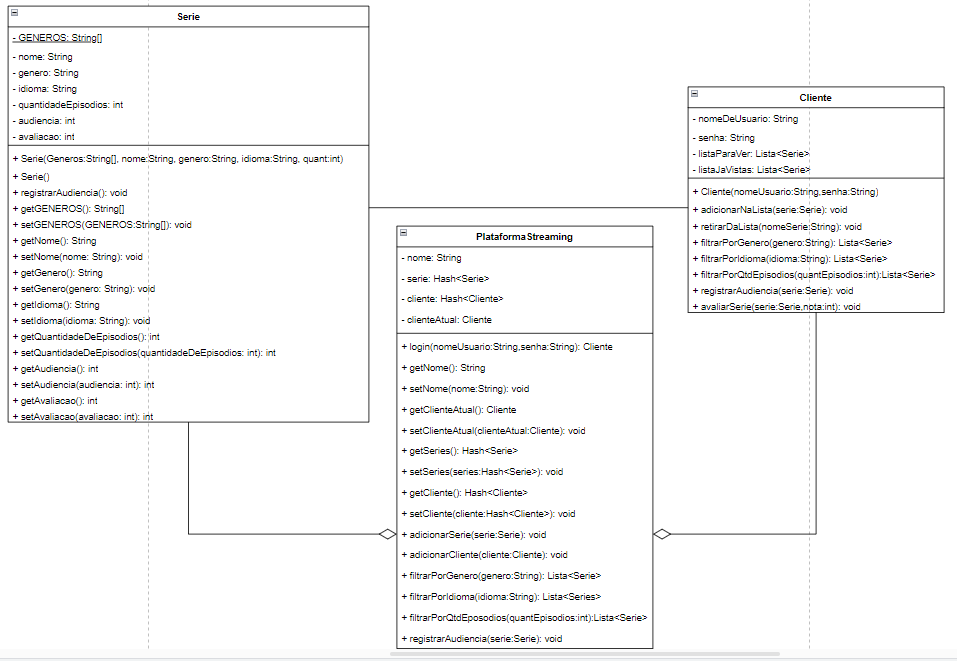 Serie
- GENEROS: String[]
- nome: String
- genero: String
- idioma: String
- quantidadeEpisodios: int
- audiencia: int
- avaliacao: int
+ Serie(Generos:String[], nome:String, genero:String, idioma:String, quant:int)
+ Serie()
+ registrarAudiencia(): void
+ getGENEROS(): String[]
+ setGENEROS(GENEROS:String[]): void
+ getNome(): String
+ setNome(nome: String): void
+ getGenero(): String
+ setGenero(genero: String): void
+ getIdioma(): String
+ setIdioma(idioma: String): void
+ getQuantidadeDeEpisodios(): int
+ setQuantidadeDeEpisodios(quantidadeDeEpisodios: int): int
+ getAudiencia(): int
+ setAudiencia(audiencia: int): int
+ getAvaliacao(): int
+ setAvaliacao(avaliacao: int): int
PlataformaStreaming
- nome: String
- serie: Hash<Serie>
- cliente: Hash<Cliente>
- clienteAtual: Cliente
+ login(nomeUsuario:String,senha:String): Cliente
+ getNome(): String
+ setNome(nome:String): void
+ getClienteAtual(): Cliente
+ setClienteAtual(clienteAtual:Cliente): void
+ getSeries(): Hash<Serie>
+ setSeries(series:Hash<Serie>): void
+ getCliente(): Hash<Cliente>
+ setCliente(cliente:Hash<Cliente>): void
+ adicionarSerie(serie:Serie): void
+ adicionarCliente(cliente:Cliente): void
+ filtrarPorGenero(genero:String): Lista<Serie>
+ filtrarPorIdioma(idioma:String): Lista<Series>
+ filtrarPorQtdEposodios(quantEpisodios:int):Lista<Serie>
+ registrarAudiencia(serie:Serie): void
Cliente
- nomeDeUsuario: String
- senha: String
- listaParaVer: Lista<Serie>
- listaJaVistas: Lista<Serie>
+ Cliente(nomeUsuario:String,senha:String)
+ adicionarNaLista(serie:Serie): void
+ retirarDaLista(nomeSerie:String): void
+ filtrarPorGenero(genero:String): Lista<Serie>
+ filtrarPorIdioma(idioma:String): Lista<Serie>
+ filtrarPorQtdEpisodios(quantEpisodios:int):Lista<Serie>
+ registrarAudiencia(serie:Serie): void
+ avaliarSerie(serie:Serie,nota:int): void